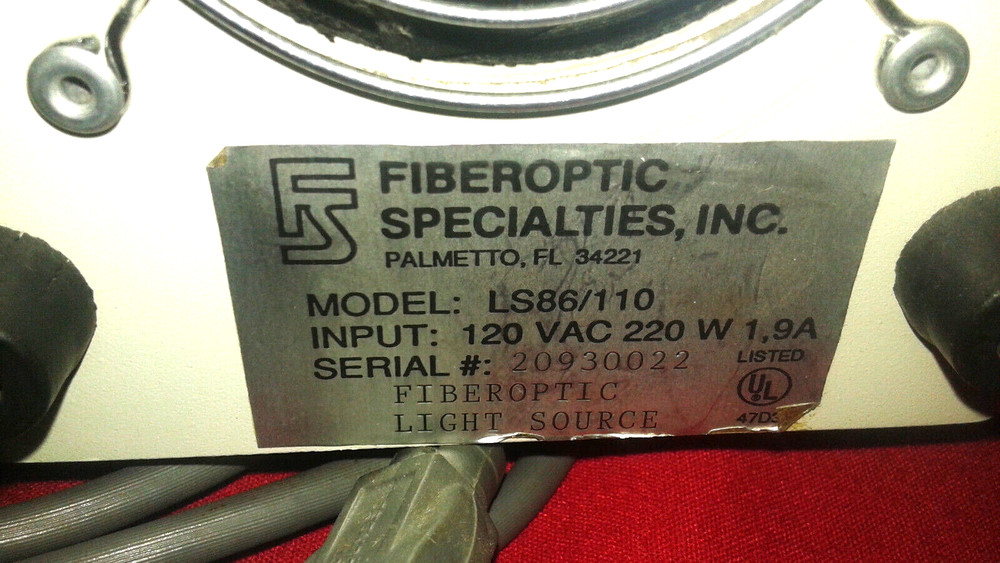 FS
FIBEROPTIC
SPECIALTIES, INC.
PALMETTO, FL 34221
MODEL: LS86/110
INPUT: 120 VAC 220 W 1,9A
SERIAL #: 20930022
LISTED
UL
FIBEROPTIC
LIGHT SOURCE